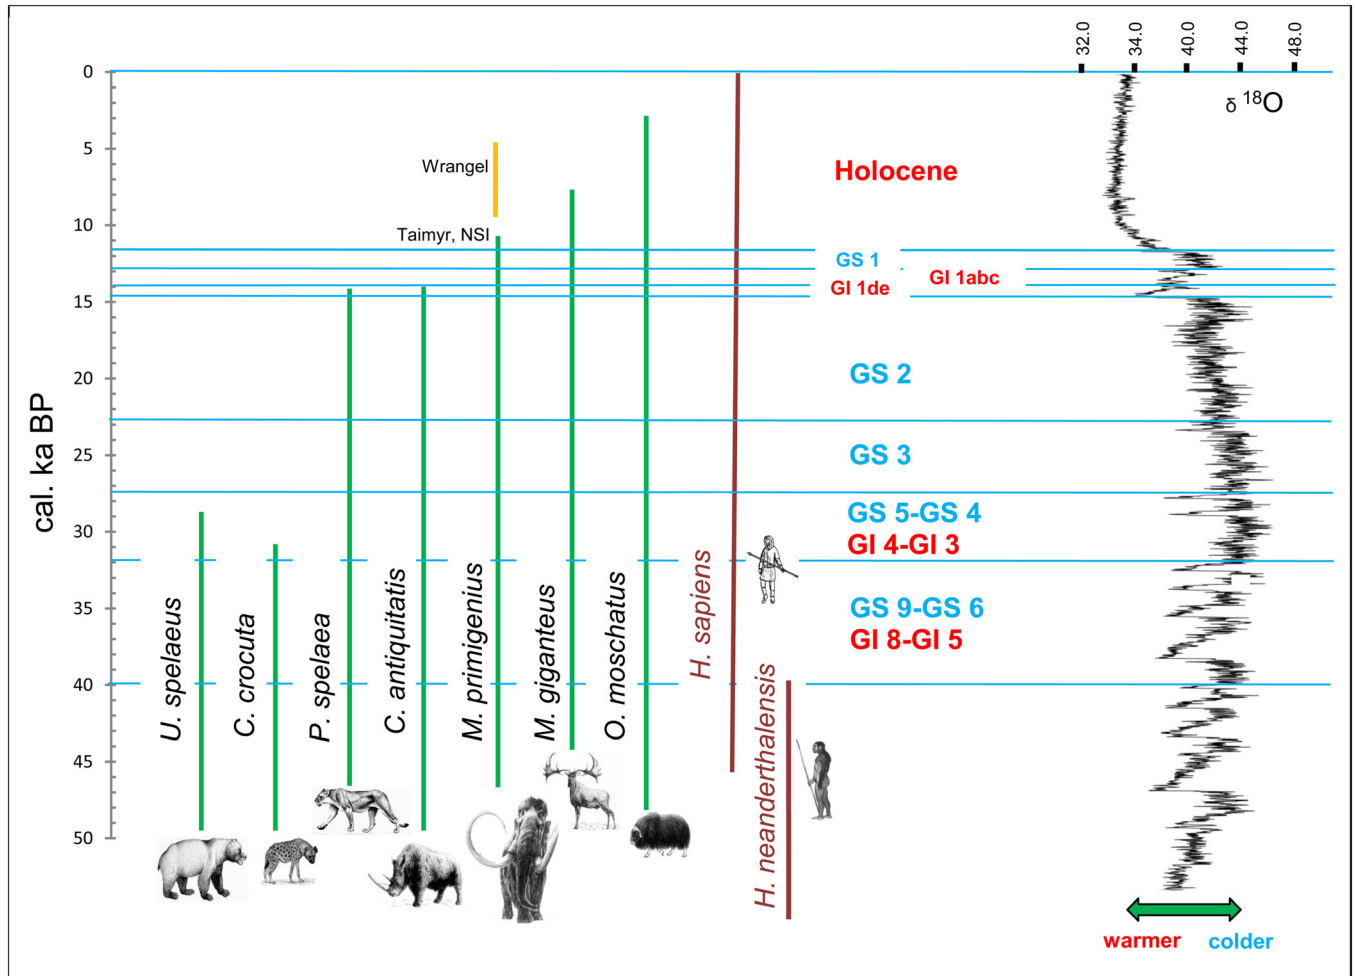 32.0
34.0
40.0
44.0
48.0
δ 18O
cal. ka BP
0
5
10
15
20
25
30
35
40
45
50
Wrangel
Taimyr, NSI
U. spelaeus
C. crocuta
P. spelaea
C. antiquitatis
M. primigenius
M. giganteus
O. moschatus
H. sapiens
H. neanderthalensis
Holocene
GS 1
GI 1abc
GI 1de
GS 2
GS 3
GS 5-GS 4
GI 4-GI 3
GS 9-GS 6
GI 8-GI 5
warmer
colder